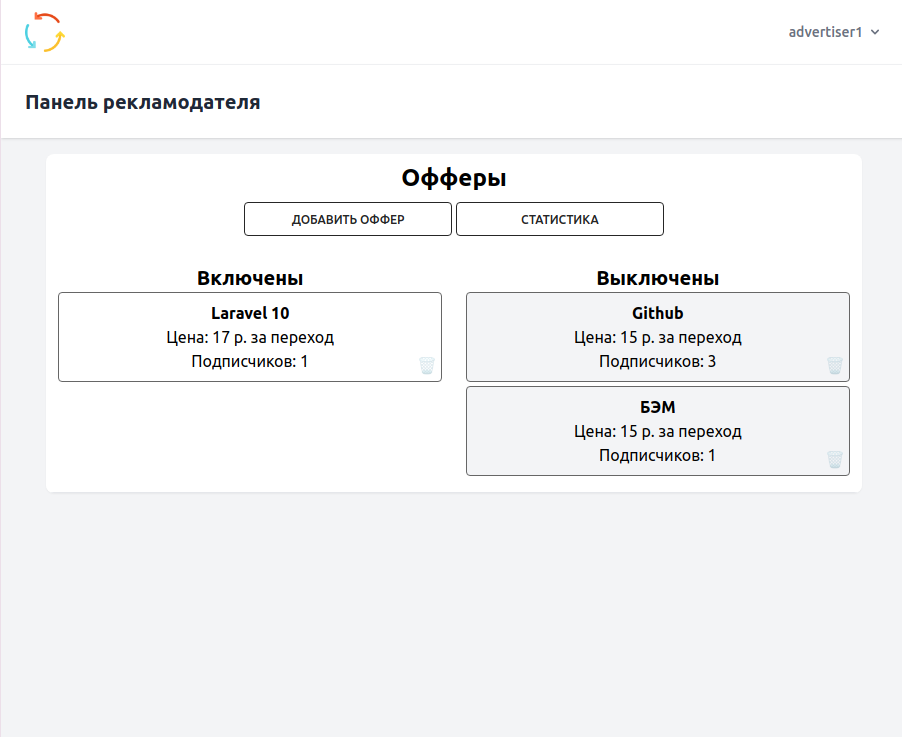 advertiser1
Панель рекламодателя
Офферы
ДОБАВИТЬ ОФФЕР
СТАТИСТИКА
Включены
Laravel 10
Цена: 17 р. за переход
Подписчиков: 1
Выключены
Github
Цена: 15 р. за переход
Подписчиков: 3
БЭМ
Цена: 15 р. за переход
Подписчиков: 1